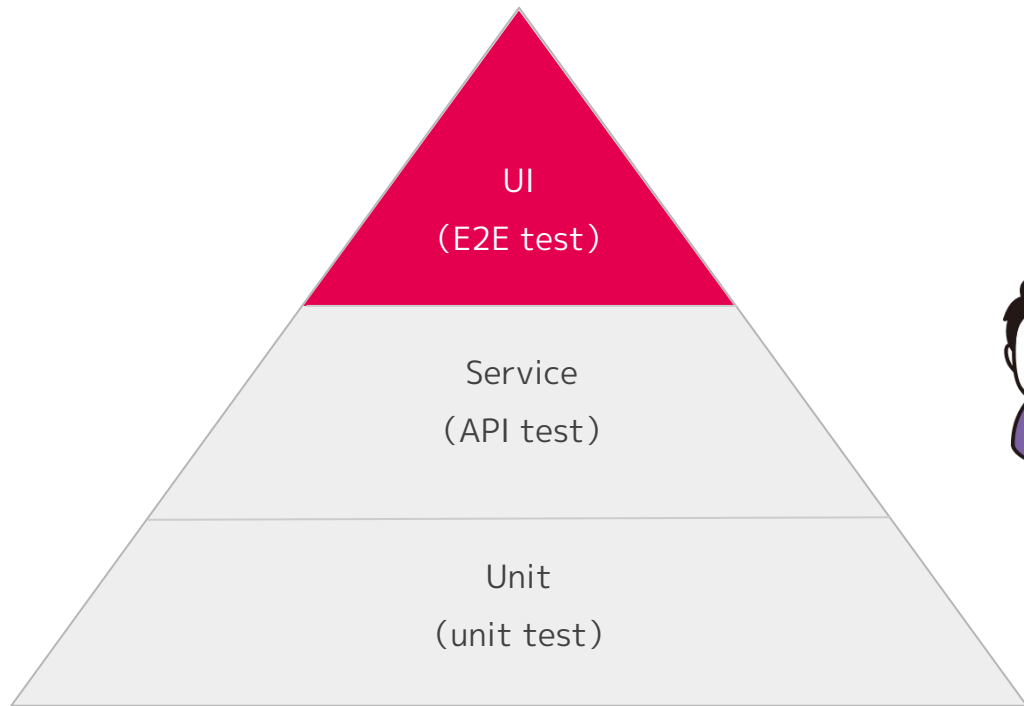 UI
(E2E test)
Service
(API test)
Unit
(unit test)